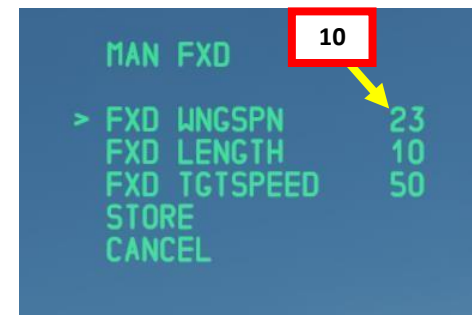 10
MAN FXD
> FXD WNGSPN 23
FXD LENGTH 10
FXD TGTSPEED 50
STORE
CANCEL